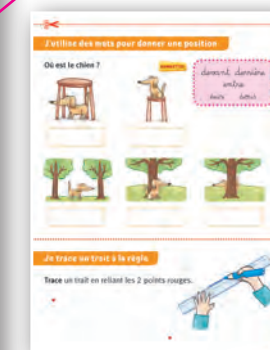 J'utilise des mots pour donner une position
Où est le chien ?
devant derrière
entre
sur sous
Je trace un trait à la règle
Trace un trait en reliant les 2 points rouges.